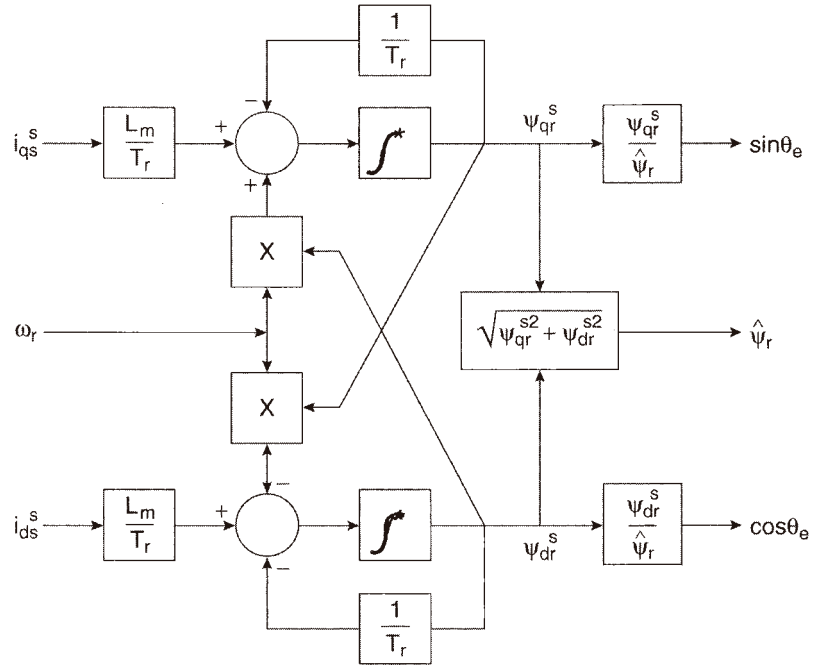 1
T_r
−
i_qs^s
L_m
T_r
+
∫*
ψ_qr^s
ψ_qr^s
ψ̂_r
sinθ_e
+
X
ω_r
√ψ_qr^s2 + ψ_dr^s2
ψ̂_r
X
−
i_ds^s
L_m
T_r
+
∫*
ψ_dr^s
ψ_dr^s
ψ̂_r
cosθ_e
−
1
T_r